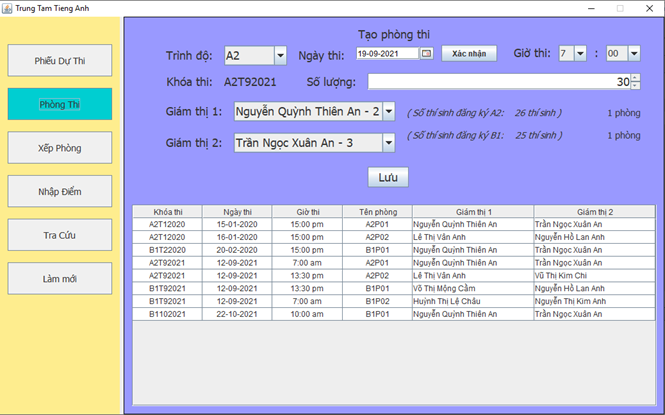 Trung Tam Tieng Anh
Phiếu Dự Thi
Phòng Thi
Xếp Phòng
Nhập Điểm
Tra Cứu
Làm mới
Tạo phòng thi
Trình độ: A2 Ngày thi: 19-09-2021 Xác nhận Giờ thi: 7 : 00
Khóa thi: A2T92021 Số lượng: 30
Giám thị 1: Nguyễn Quỳnh Thiên An - 2 ( Số thí sinh đăng ký A2: 26 thí sinh ) 1 phòng
Giám thị 2: Trần Ngọc Xuân An - 3 ( Số thí sinh đăng ký B1: 25 thí sinh ) 1 phòng
Lưu
Khóa thi Ngày thi Giờ thi Tên phòng Giám thị 1 Giám thị 2
A2T12020 15-01-2020 15:00 pm A2P01 Nguyễn Quỳnh Thiên An Trần Ngọc Xuân An
A2T12020 16-01-2020 15:00 pm A2P02 Lê Thị Vân Anh Nguyễn Hồ Lan Anh
B1T22020 20-02-2020 15:00 pm B1P01 Nguyễn Quỳnh Thiên An Trần Ngọc Xuân An
A2T92021 12-09-2021 7:00 am A2P01 Nguyễn Quỳnh Thiên An Trần Ngọc Xuân An
A2T92021 12-09-2021 13:30 pm A2P02 Lê Thị Vân Anh Vũ Thị Kim Chi
B1T92021 12-09-2021 13:30 pm B1P01 Võ Thị Mộng Cầm Nguyễn Hồ Lan Anh
B1T92021 12-09-2021 7:00 am B1P02 Huỳnh Thị Lệ Châu Nguyễn Thị Kim Anh
B1102021 22-10-2021 10:00 am B1P01 Nguyễn Quỳnh Thiên An Trần Ngọc Xuân An